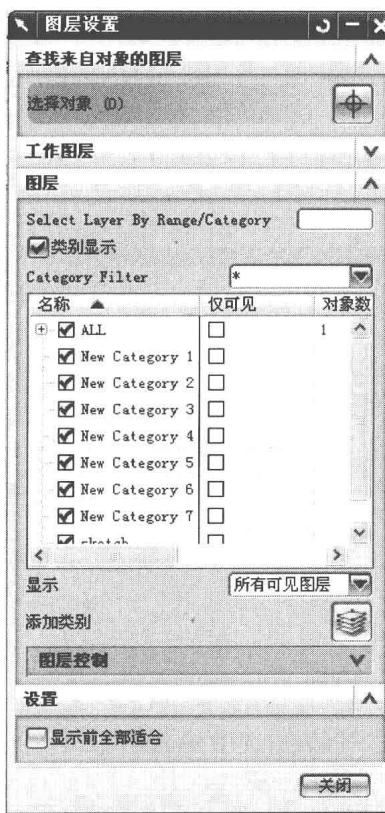 图层设置
查找来自对象的图层
选择对象 (0)
工作图层
图层
Select Layer By Range/Category
类别显示
Category Filter *
名称 仅可见 对象数
ALL 1
New Category 1
New Category 2
New Category 3
New Category 4
New Category 5
New Category 6
New Category 7
sketch
显示 所有可见图层
添加类别
图层控制
设置
显示前全部适合
关闭